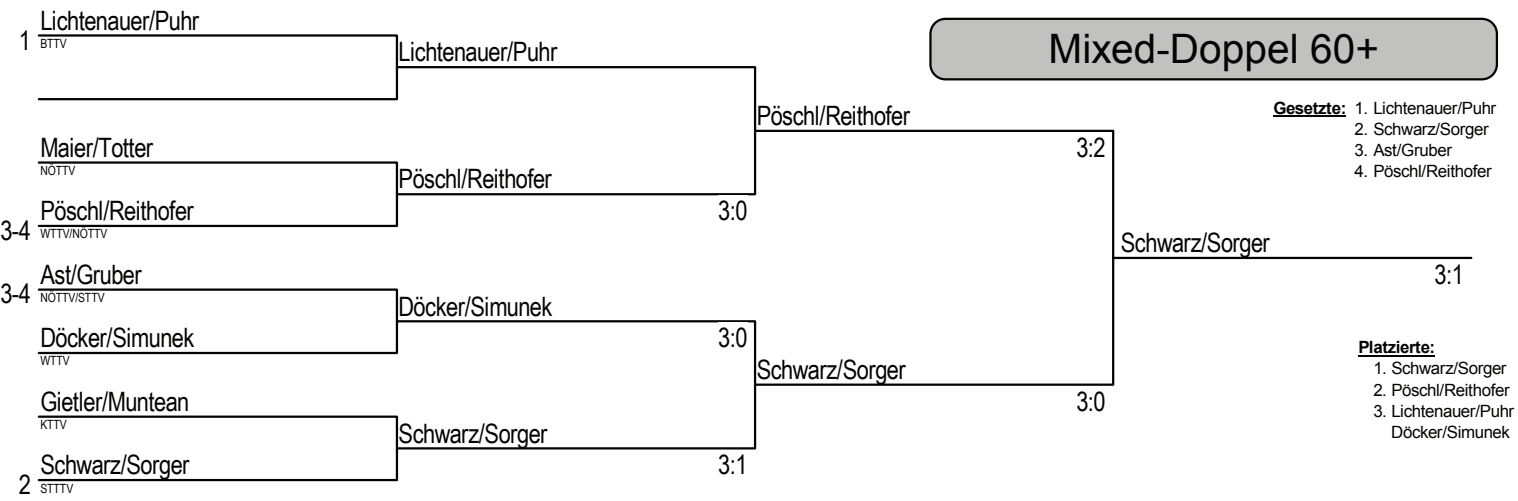 Mixed-Doppel 60+
Gesetzte: 1. Lichtenauer/Puhr
2. Schwarz/Sorger
3. Ast/Gruber
4. Pöschl/Reithofer
1 Lichtenauer/Puhr
BTTV
Maier/Totter
NÖTTV
3-4 Pöschl/Reithofer
WTTV/NÖTTV
3-4 Ast/Gruber
NÖTTV/STTV
Döcker/Simunek
WTTV
Gietler/Muntean
KTTV
2 Schwarz/Sorger
STTTV
Lichtenauer/Puhr
Pöschl/Reithofer
3:0
Döcker/Simunek
3:0
Schwarz/Sorger
3:1
Pöschl/Reithofer
3:2
Schwarz/Sorger
3:0
Schwarz/Sorger
3:1
Platzierte:
1. Schwarz/Sorger
2. Pöschl/Reithofer
3. Lichtenauer/Puhr
Döcker/Simunek